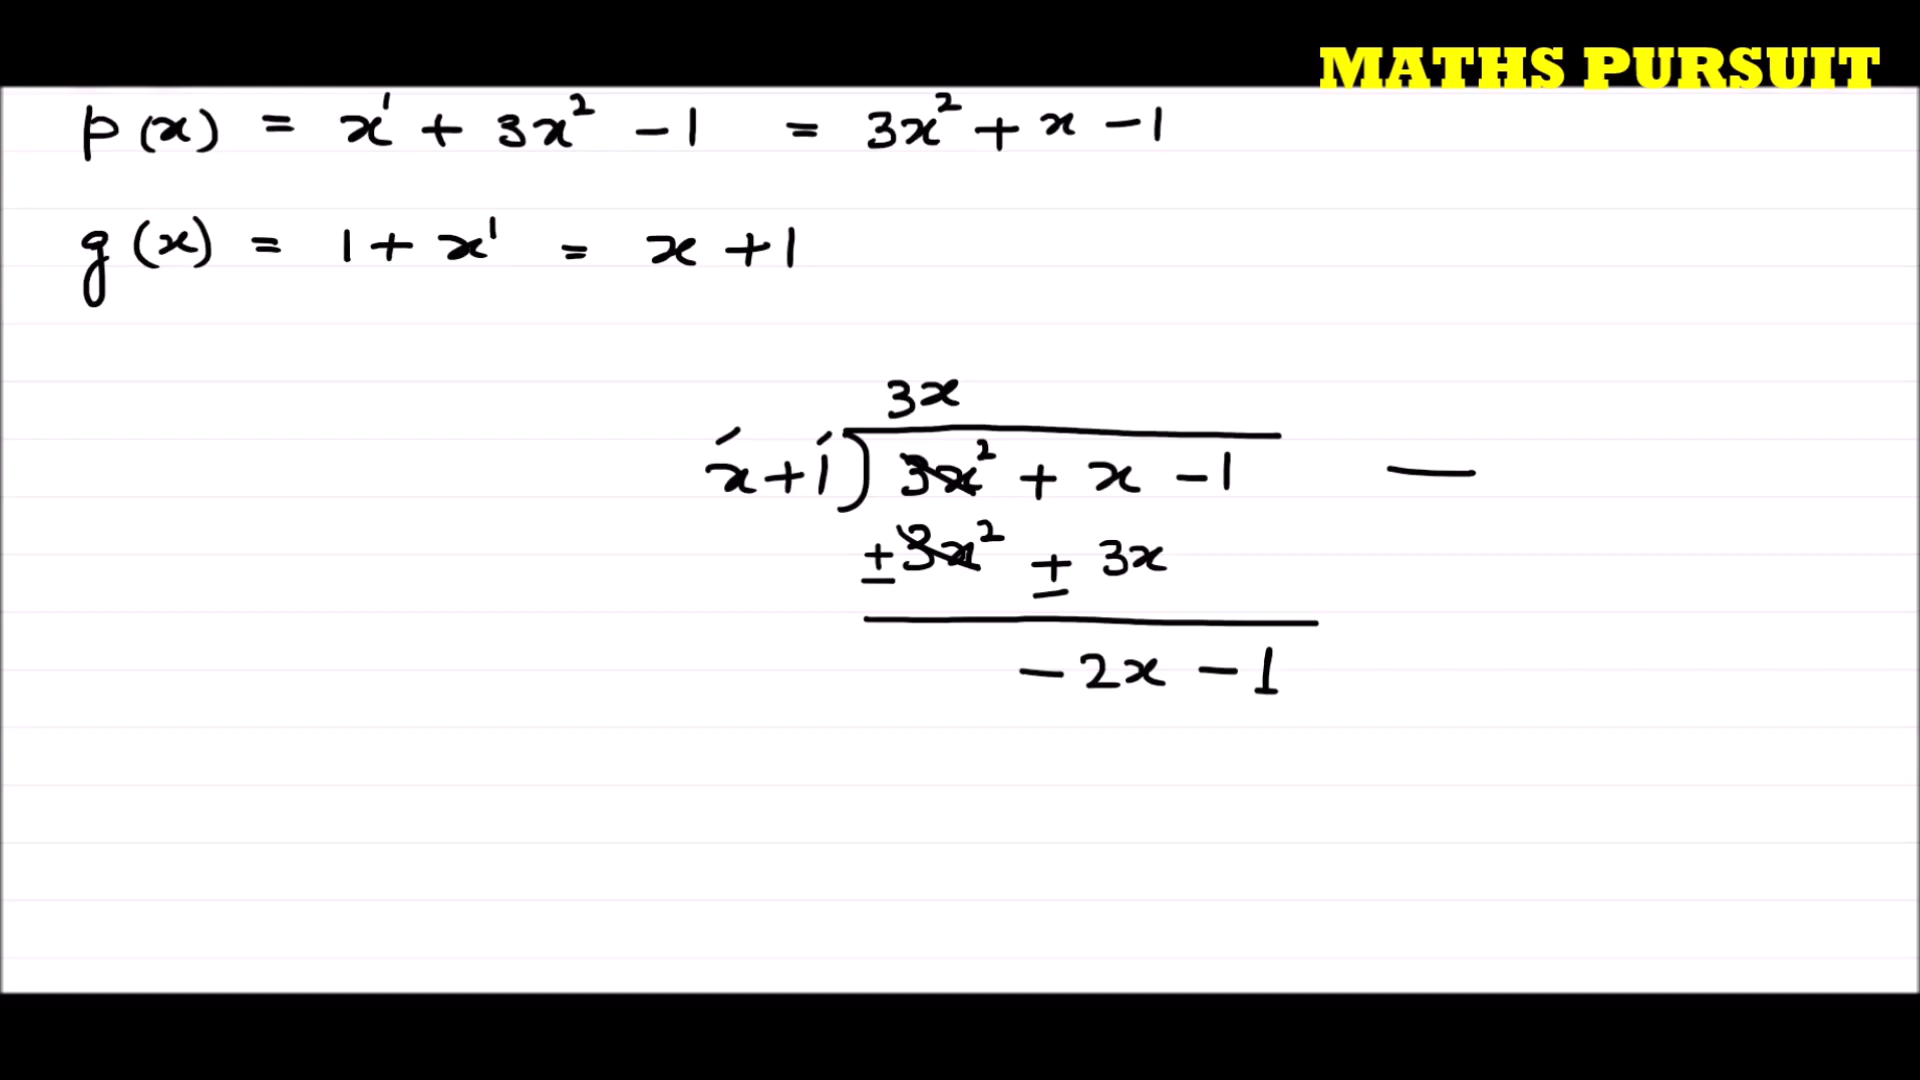 MATHS PURSUIT
p(x) = x¹ + 3x² - 1 = 3x² + x - 1
g(x) = 1 + x¹ = x + 1
3x
x + 1 ) 3x² + x - 1 —
± 3x² ± 3x
- 2x - 1